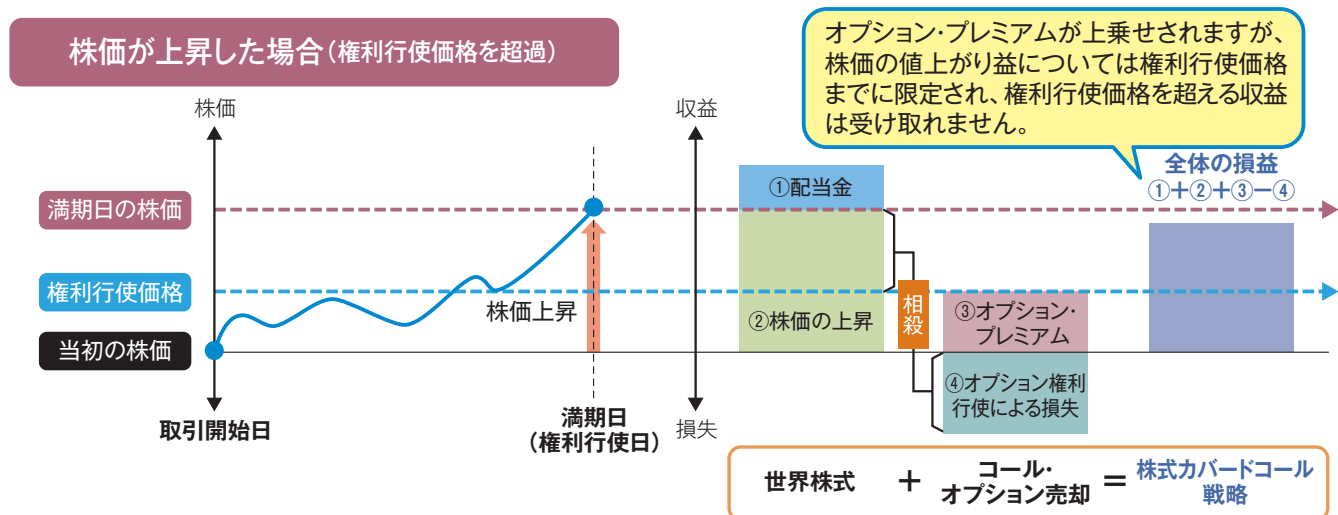 株価が上昇した場合(権利行使価格を超過)
オプション・プレミアムが上乗せされますが、
株価の値上がり益については権利行使価格
までに限定され、権利行使価格を超える収益
は受け取れません。
株価
収益
全体の損益
①+②+③-④
満期日の株価
①配当金
権利行使価格
株価上昇
相殺
②株価の上昇
③オプション・
プレミアム
当初の株価
④オプション権利
行使による損失
取引開始日
満期日
(権利行使日)
損失
世界株式 + コール・
オプション売却 = 株式カバードコール
戦略